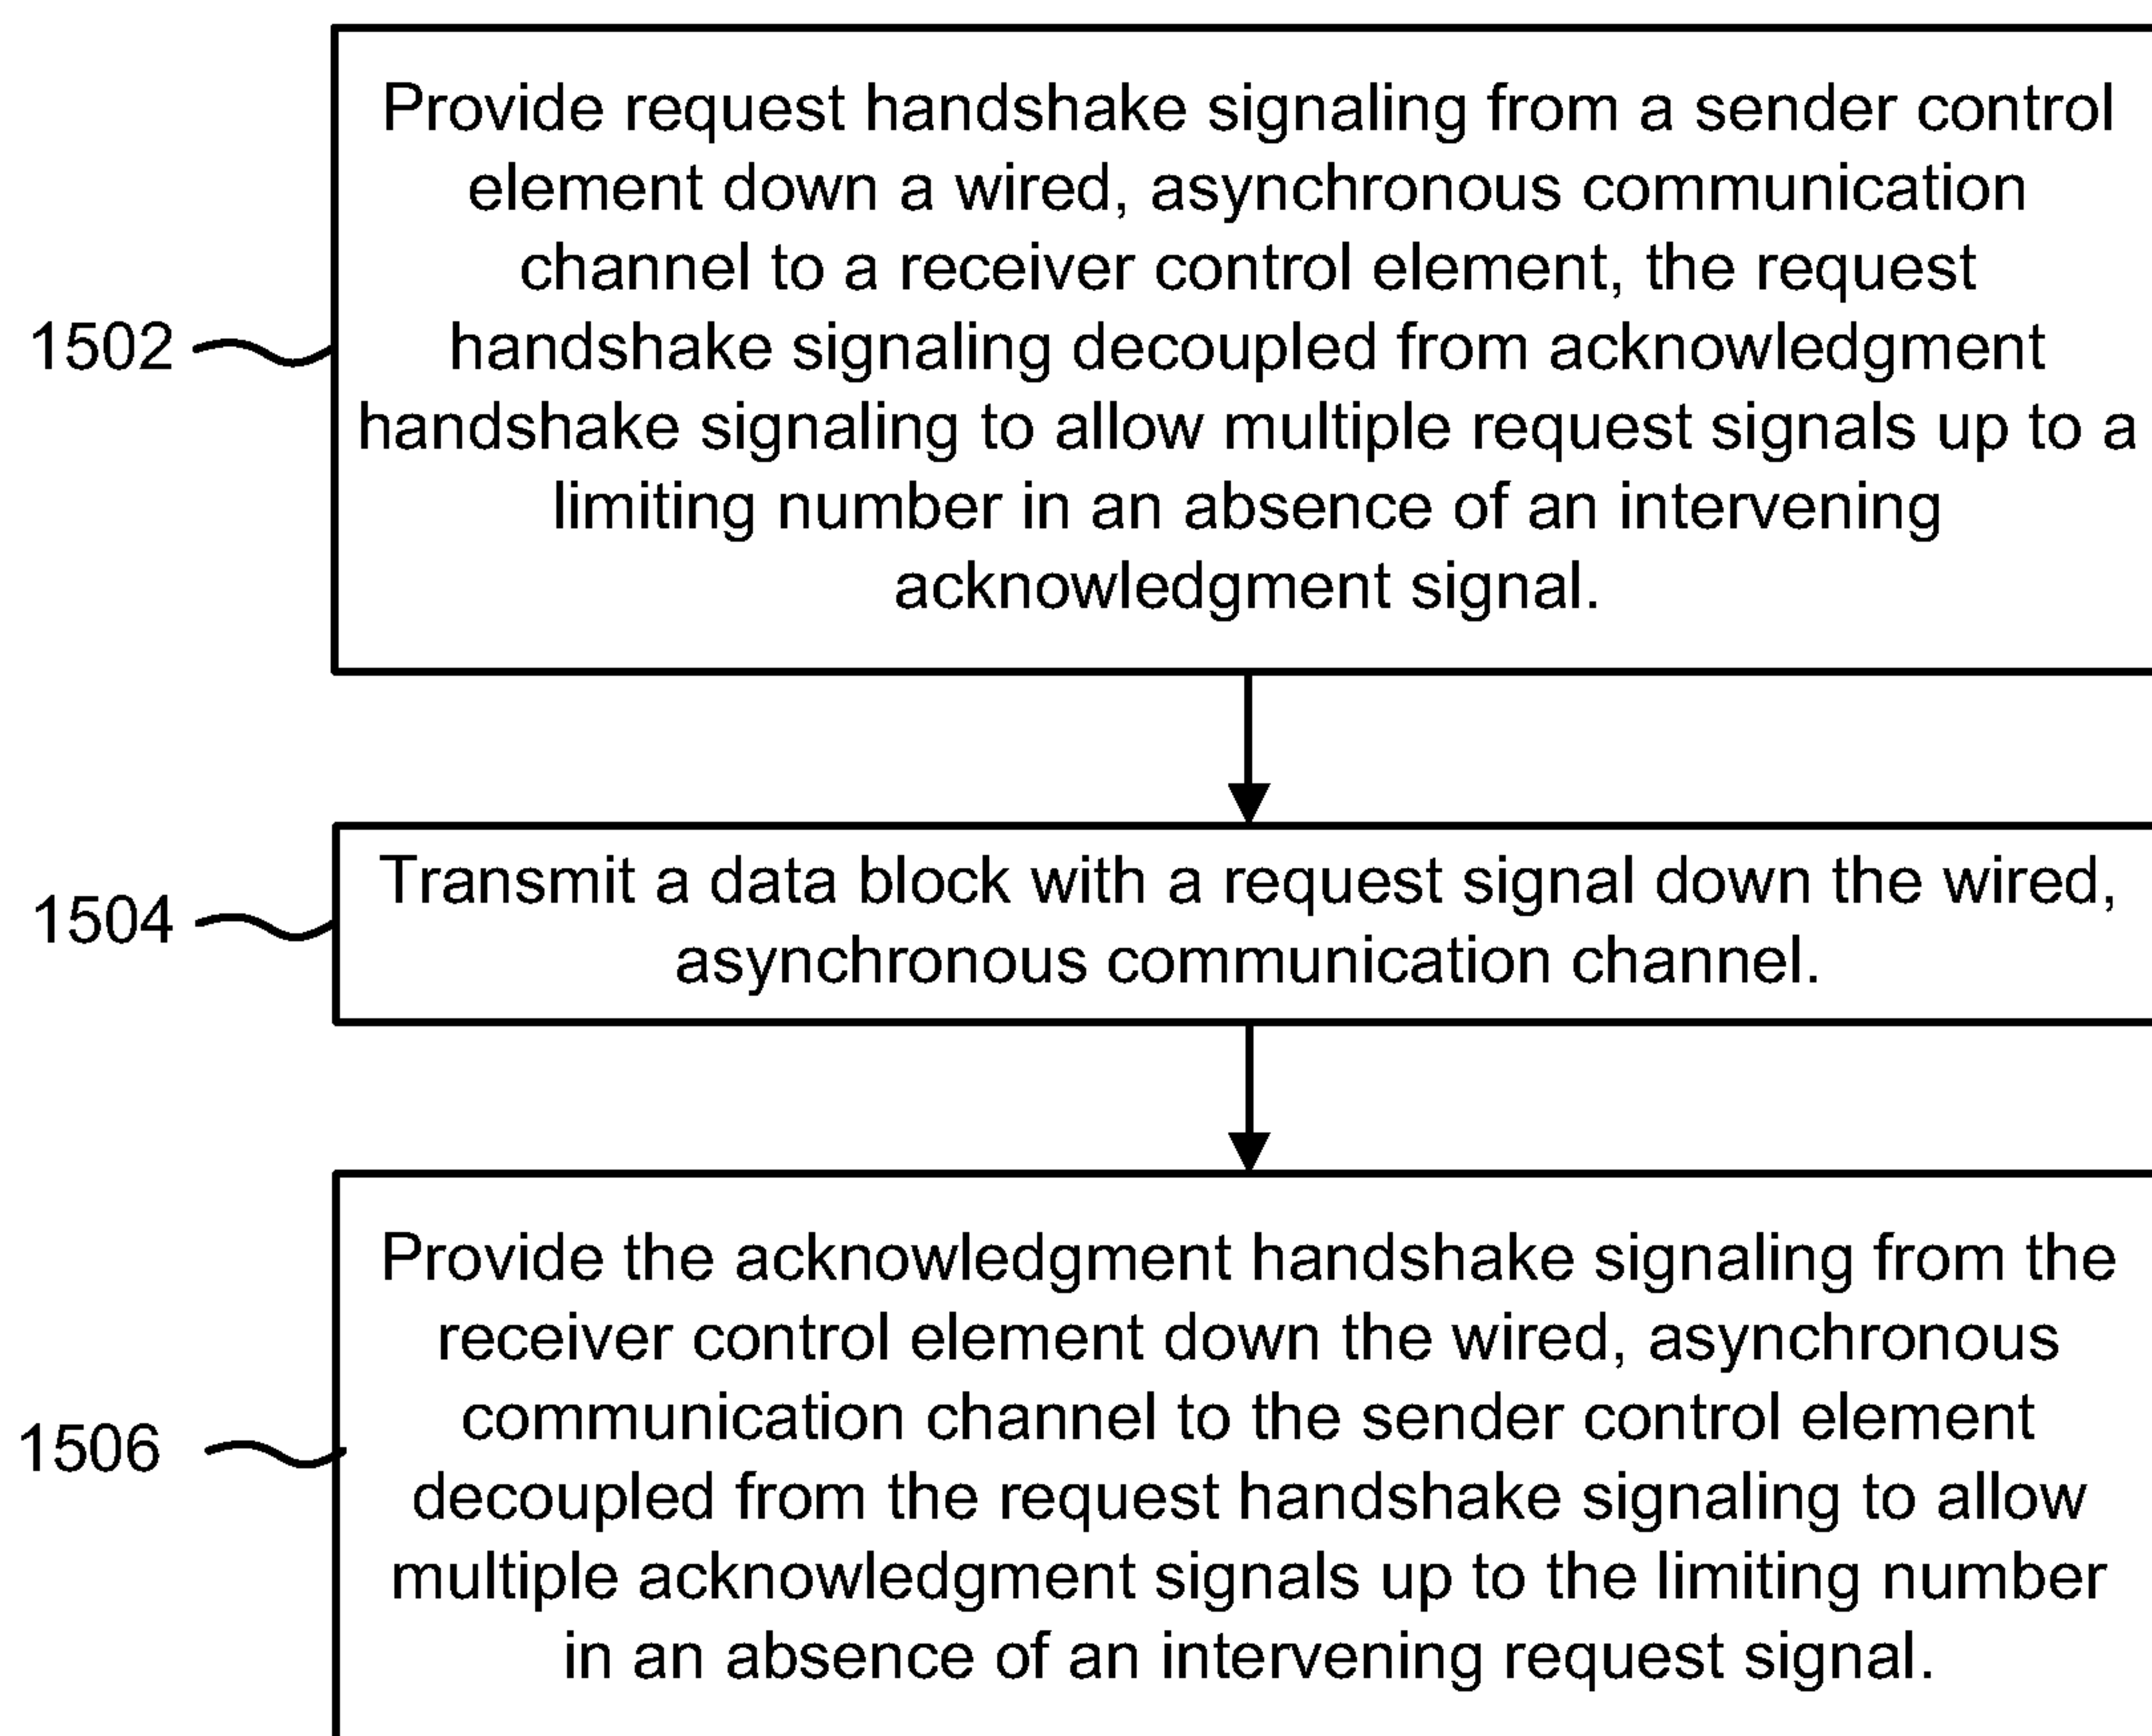 Provide request handshake signaling from a sender control
element down a wired, asynchronous communication
channel to a receiver control element, the request
1502
handshake signaling decoupled from acknowledgment
handshake signaling to allow multiple request signals up to a
limiting number in an absence of an intervening
acknowledgment signal.
1504
Transmit a data block with a request signal down the wired,
asynchronous communication channel.
Provide the acknowledgment handshake signaling from the
receiver control element down the wired, asynchronous
communication channel to the sender control element
1506
decoupled from the request handshake signaling to allow
multiple acknowledgment signals up to the limiting number
in an absence of an intervening request signal.